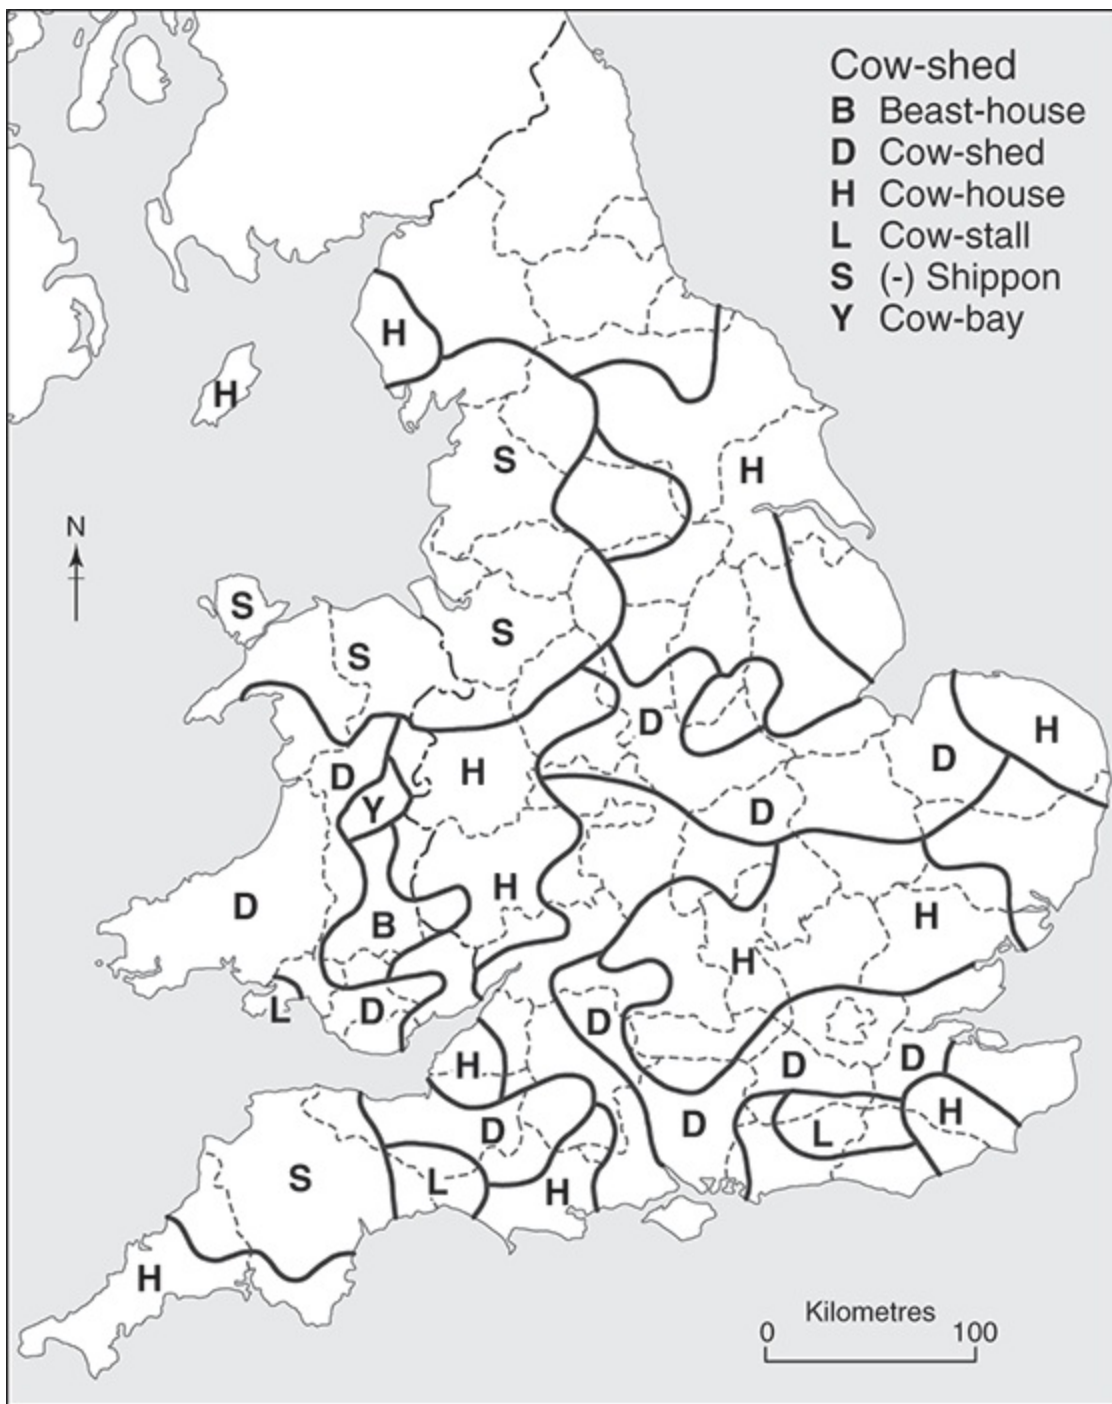 Cow-shed
B Beast-house
D Cow-shed
H Cow-house
L Cow-stall
S (-) Shippon
Y Cow-bay
H
H
S
H
N
S
S
S
D
H
D
H
D
Y
D
D
H
B
H
H
L
D
D
H
D
D
H
D
D
L
S
L
H
H
Kilometres
0 100